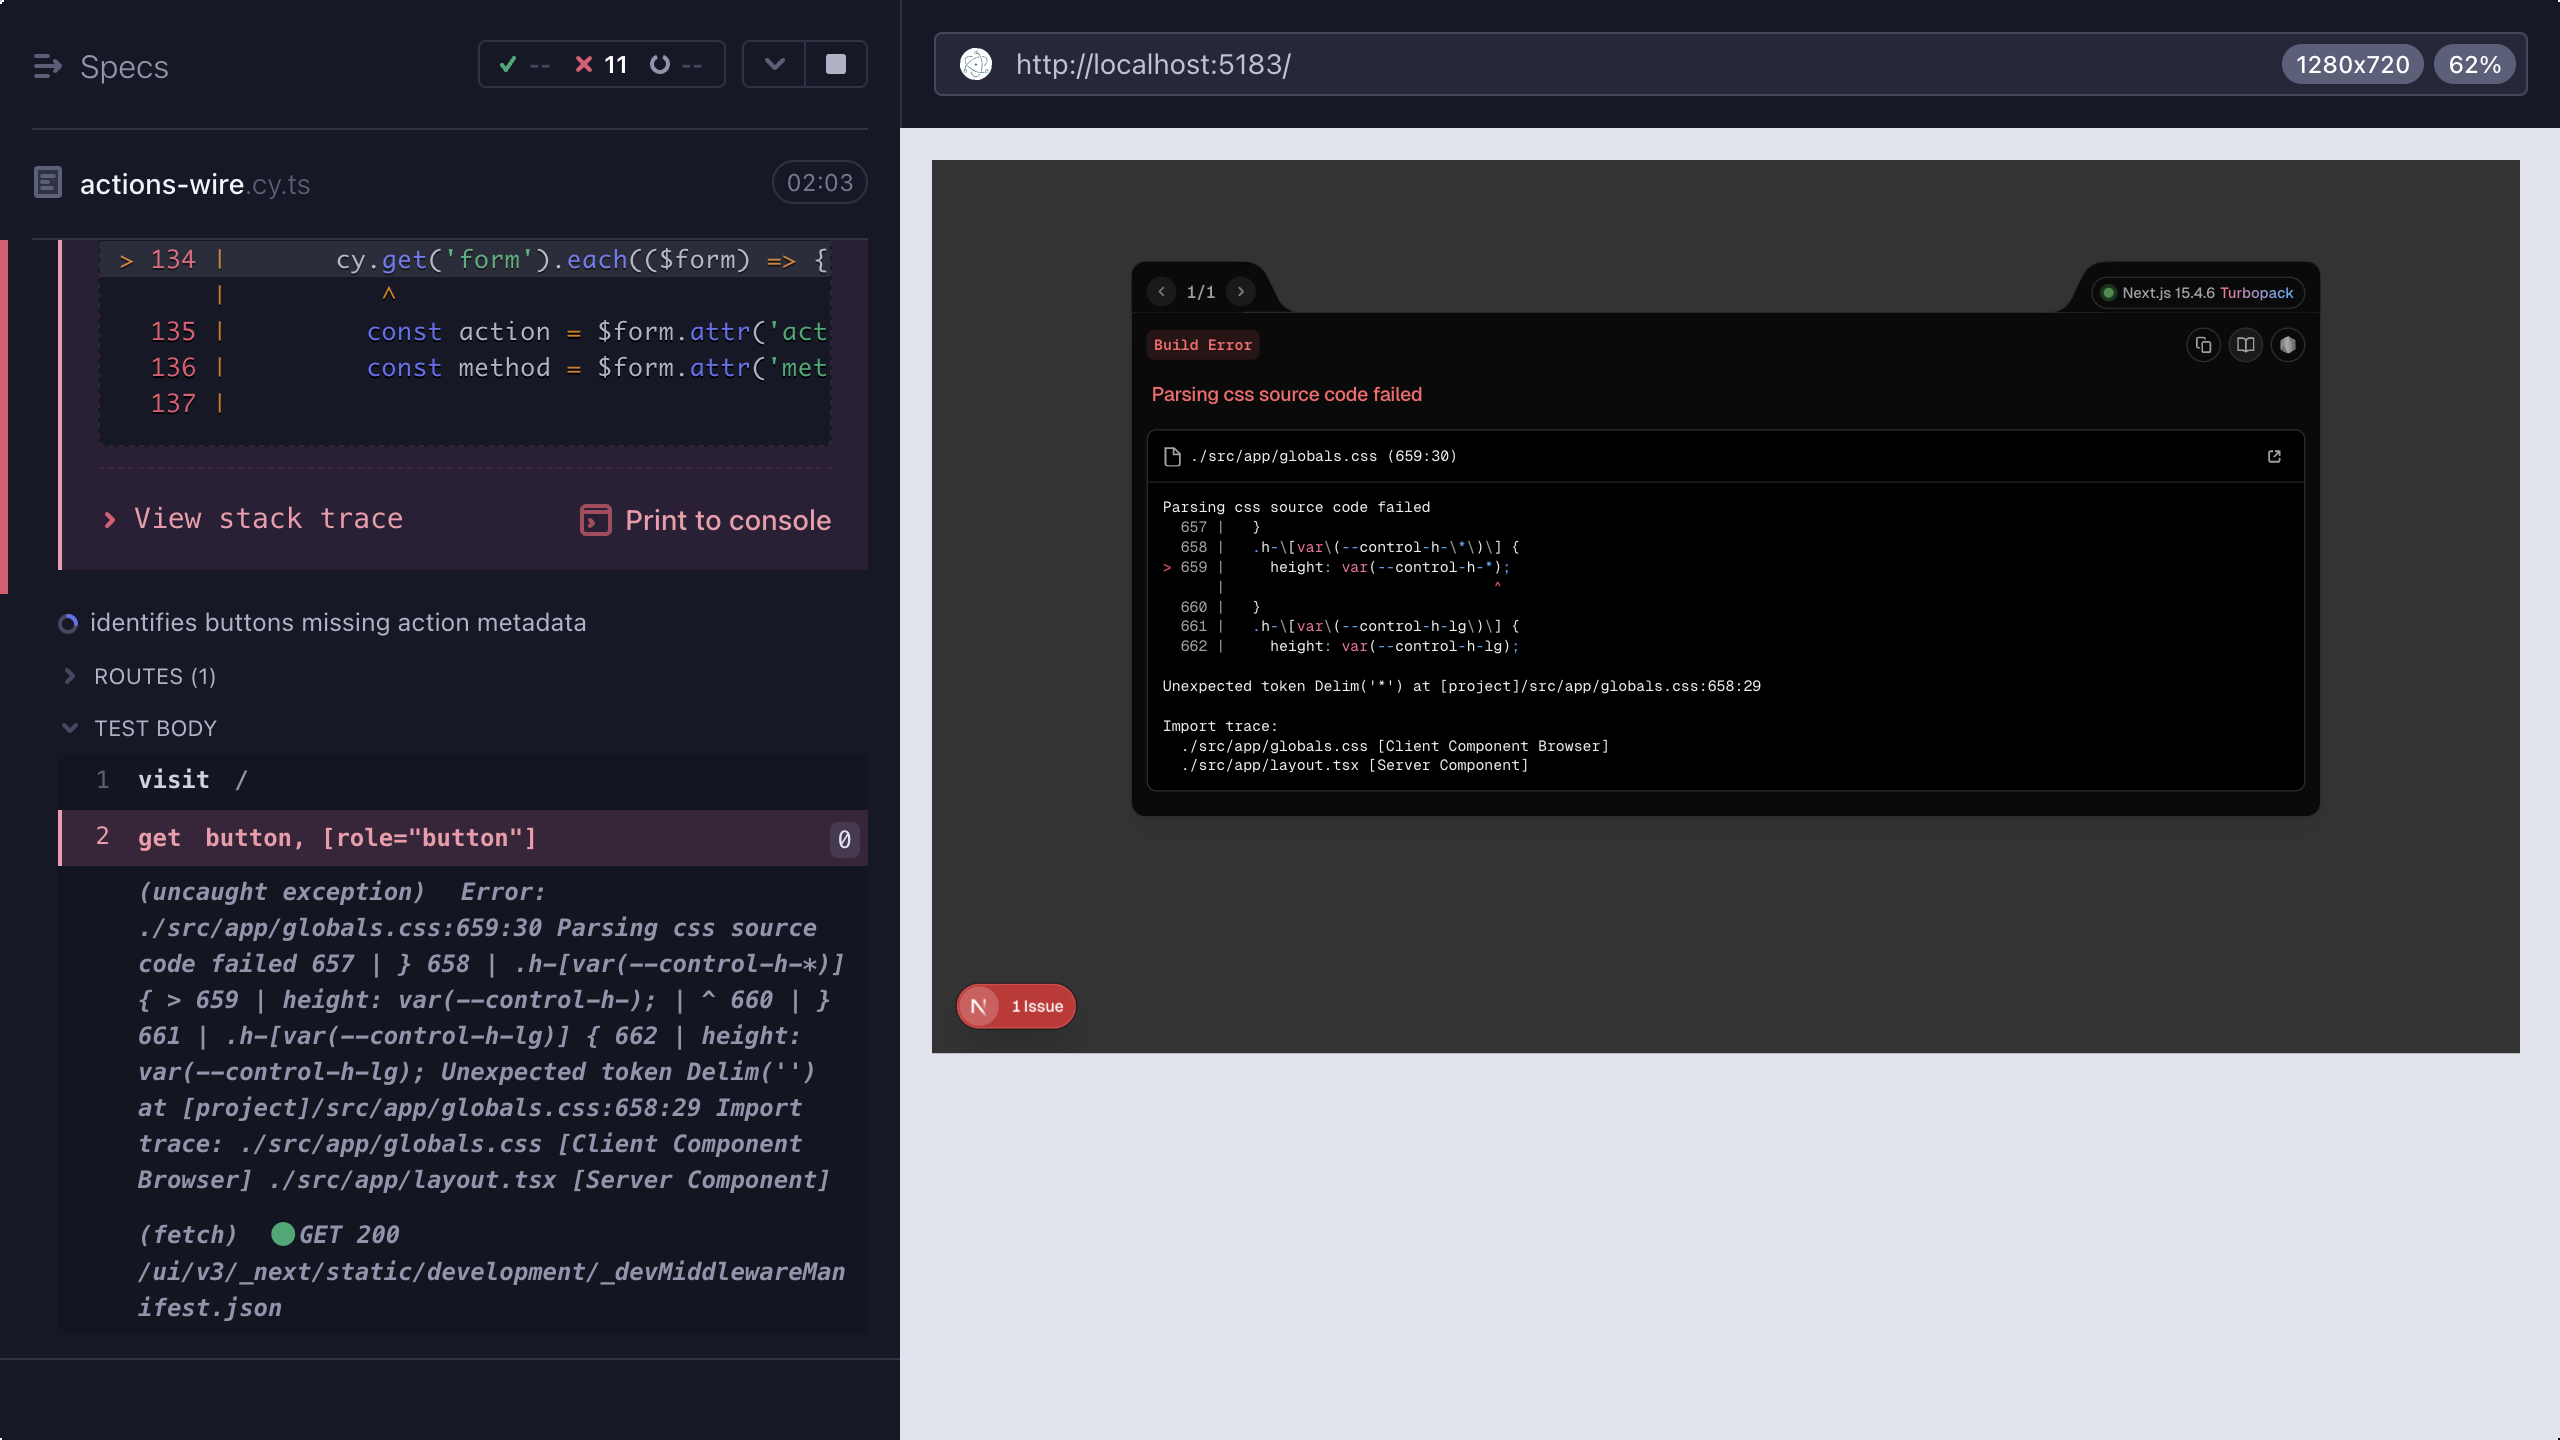 Specs
-- 11 --
actions-wire.cy.ts
02:03
> 134 | cy.get('form').each(($form) => {
| ^
135 | const action = $form.attr('act
136 | const method = $form.attr('met
137 |
View stack trace
Print to console
identifies buttons missing action metadata
ROUTES (1)
TEST BODY
1 visit /
2 get button, [role="button"] 0
(uncaught exception) Error:
./src/app/globals.css:659:30 Parsing css source
code failed 657 | } 658 | .h-[var(--control-h-*)]
{ > 659 | height: var(--control-h-); | ^ 660 | }
661 | .h-[var(--control-h-lg)] { 662 | height:
var(--control-h-lg); Unexpected token Delim('')
at [project]/src/app/globals.css:658:29 Import
trace: ./src/app/globals.css [Client Component
Browser] ./src/app/layout.tsx [Server Component]
(fetch) GET 200
/ui/v3/_next/static/development/_devMiddlewareMan
ifest.json
http://localhost:5183/
1280x720
62%
1/1
Next.js 15.4.6 Turbopack
Build Error
Parsing css source code failed
./src/app/globals.css (659:30)
Parsing css source code failed
657 | }
658 | .h-\[var\(--control-h-\*\)\] {
> 659 | height: var(--control-h-*);
| ^
660 | }
661 | .h-\[var\(--control-h-lg\)\] {
662 | height: var(--control-h-lg);
Unexpected token Delim('*') at [project]/src/app/globals.css:658:29
Import trace:
./src/app/globals.css [Client Component Browser]
./src/app/layout.tsx [Server Component]
N 1 Issue